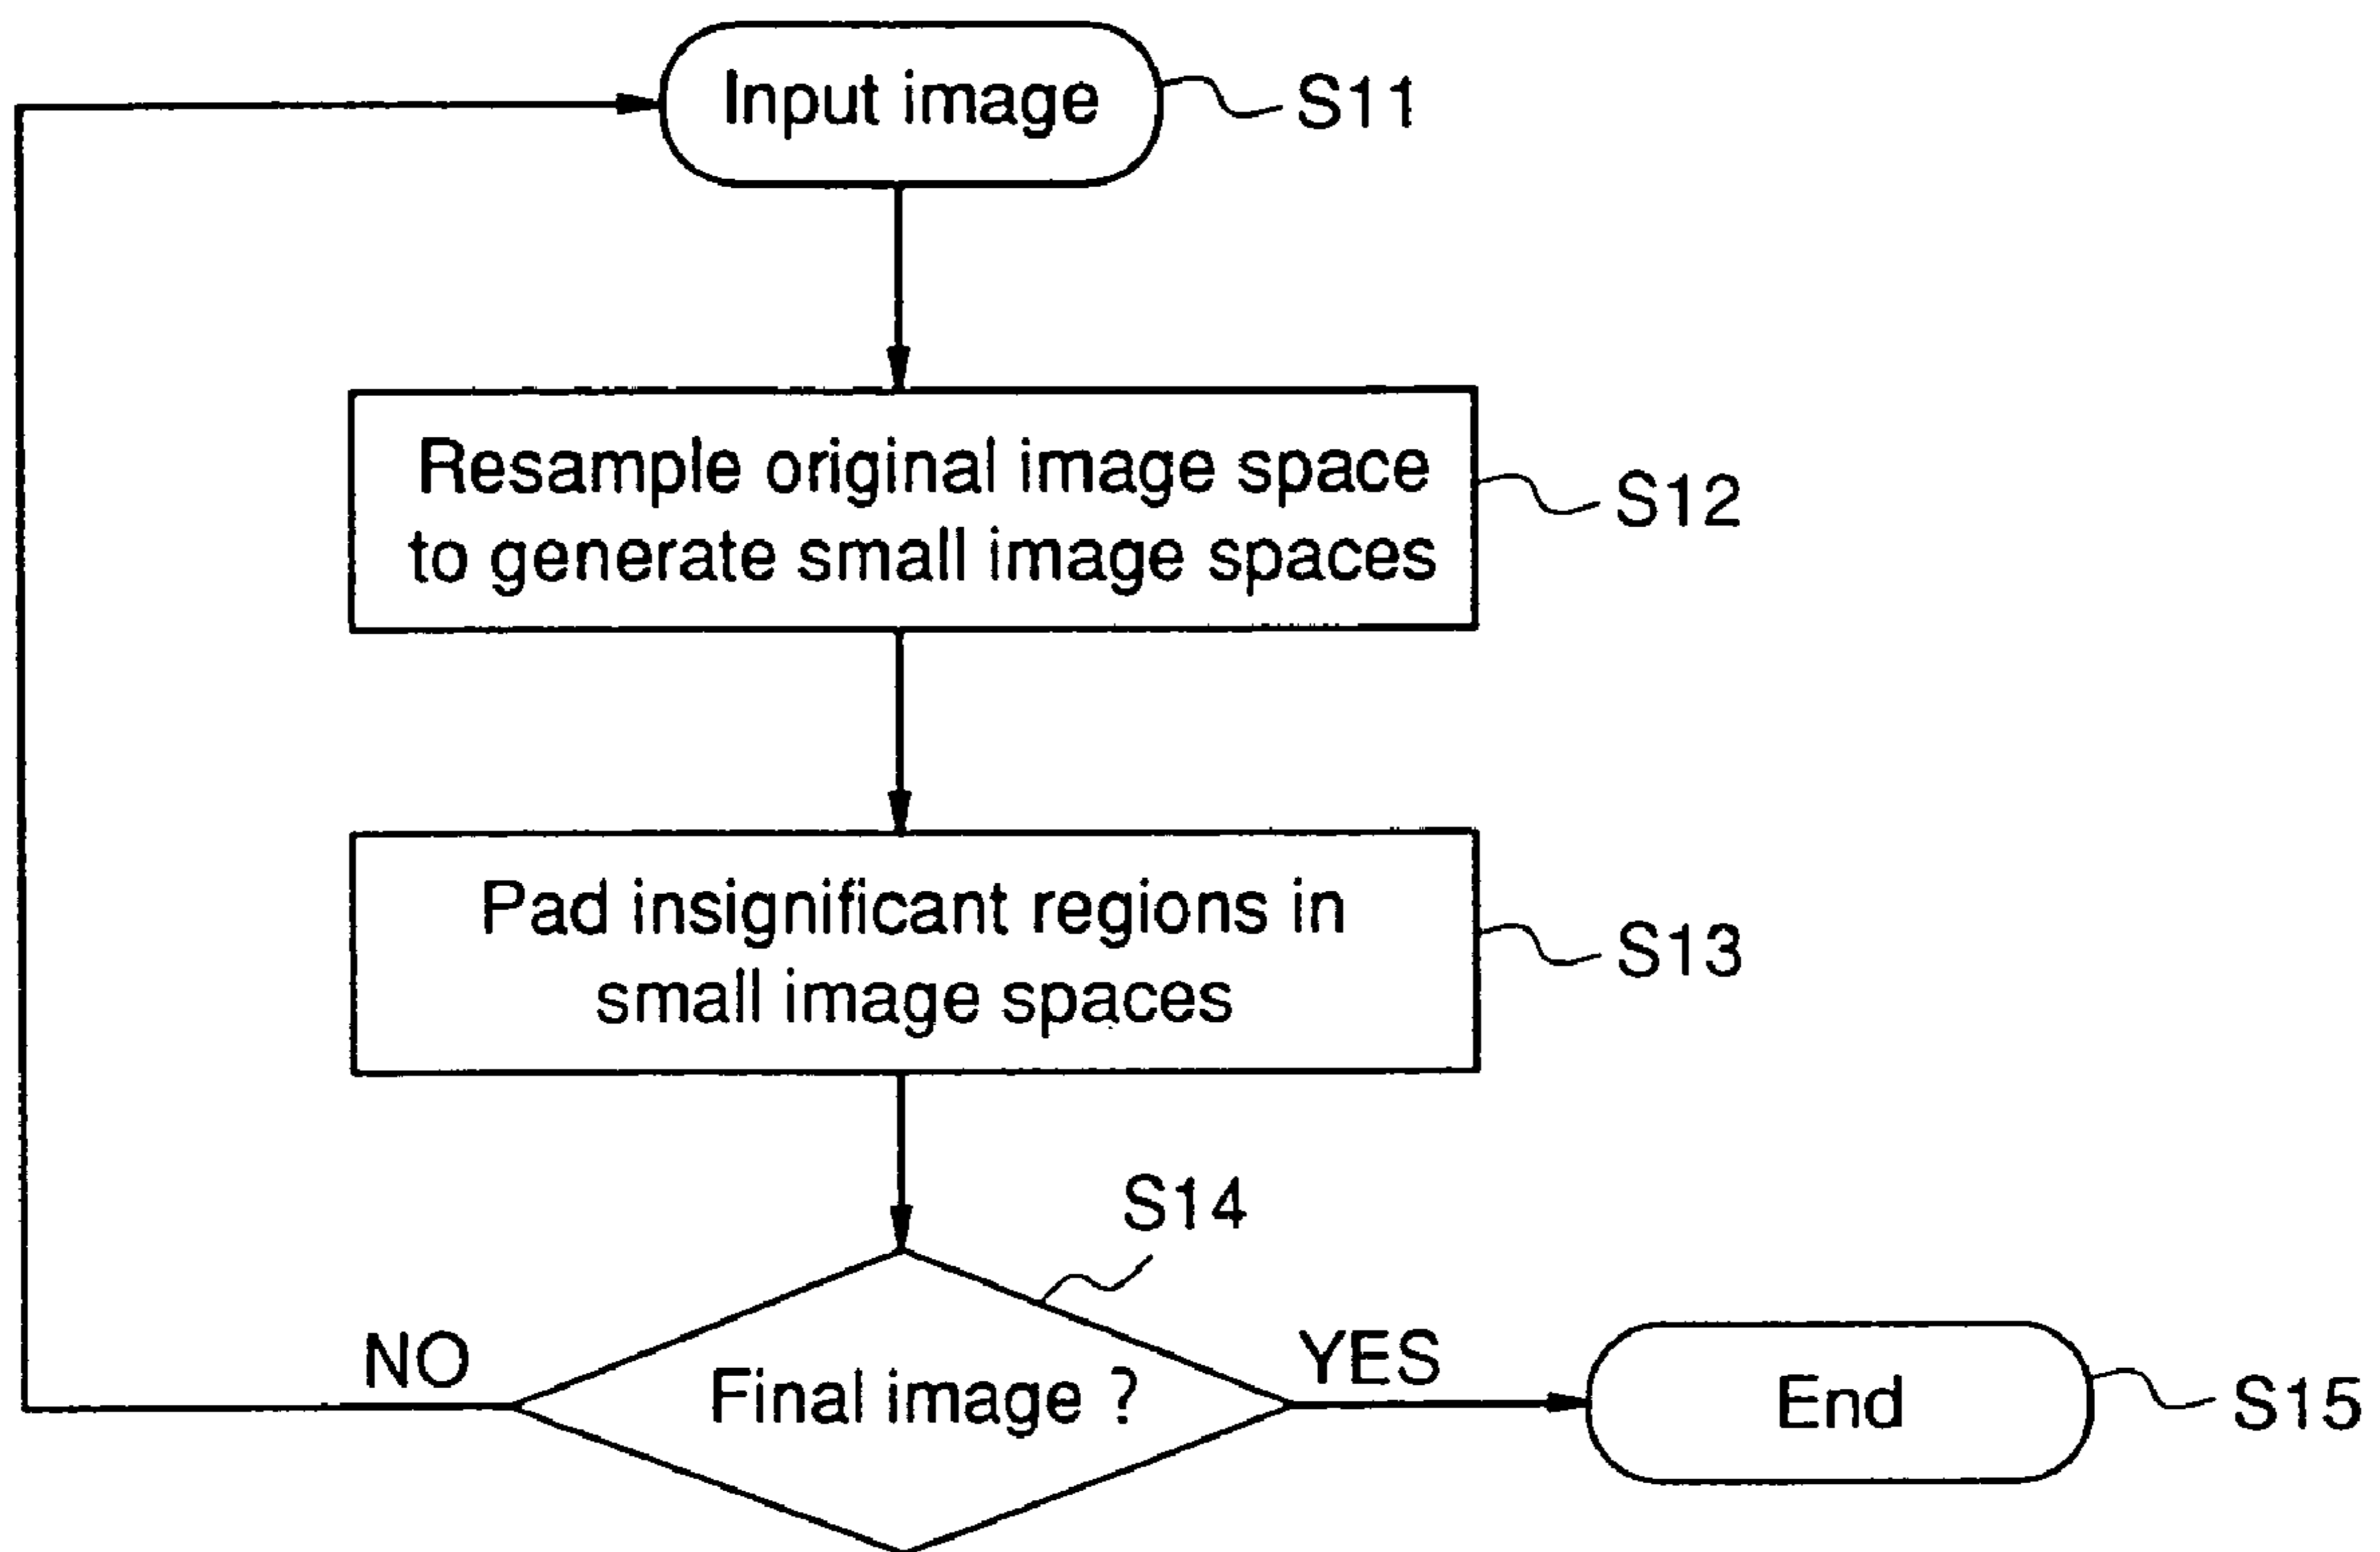 Input image
S11
Resample original image space
to generate small image spaces
S12
Pad insignificant regions in
small image spaces
S13
S14
NO
Final image ?
YES
End
S15